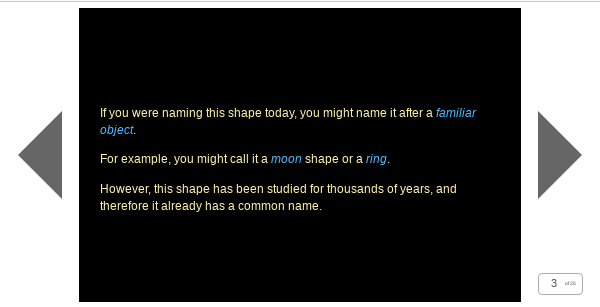 If you were naming this shape today, you might name it after a familiar
object.
For example, you might call it a moon shape or a ring.
However, this shape has been studied for thousands of years, and
therefore it already has a common name.
3 of 26